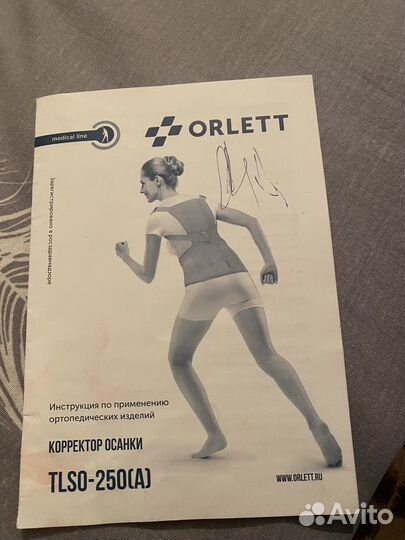 medical line
ORLETT
Зарегистрировано в росздравнадзоре
Инструкция по применению
ортопедических изделий
КОРРЕКТОР ОСАНКИ
TLSO-250(A)
WWW.ORLETT.RU
Avito